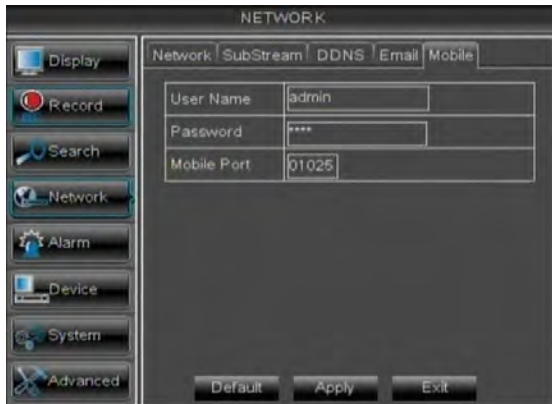 NETWORK
Display
Record
Search
Network
Alarm
Device
System
Advanced
Network SubStream DDNS Email Mobile
User Name admin
Password ****
Mobile Port 01025
Default Apply Exit